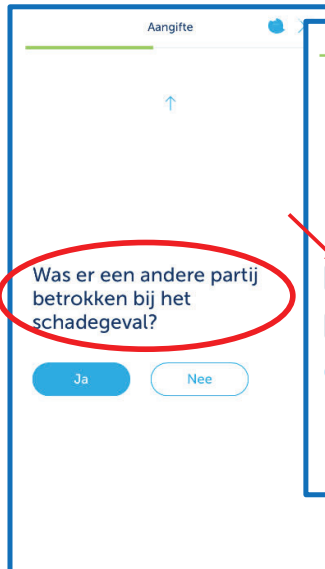 Aangifte
Was er een andere partij
betrokken bij het
schadegeval?
Ja
Nee